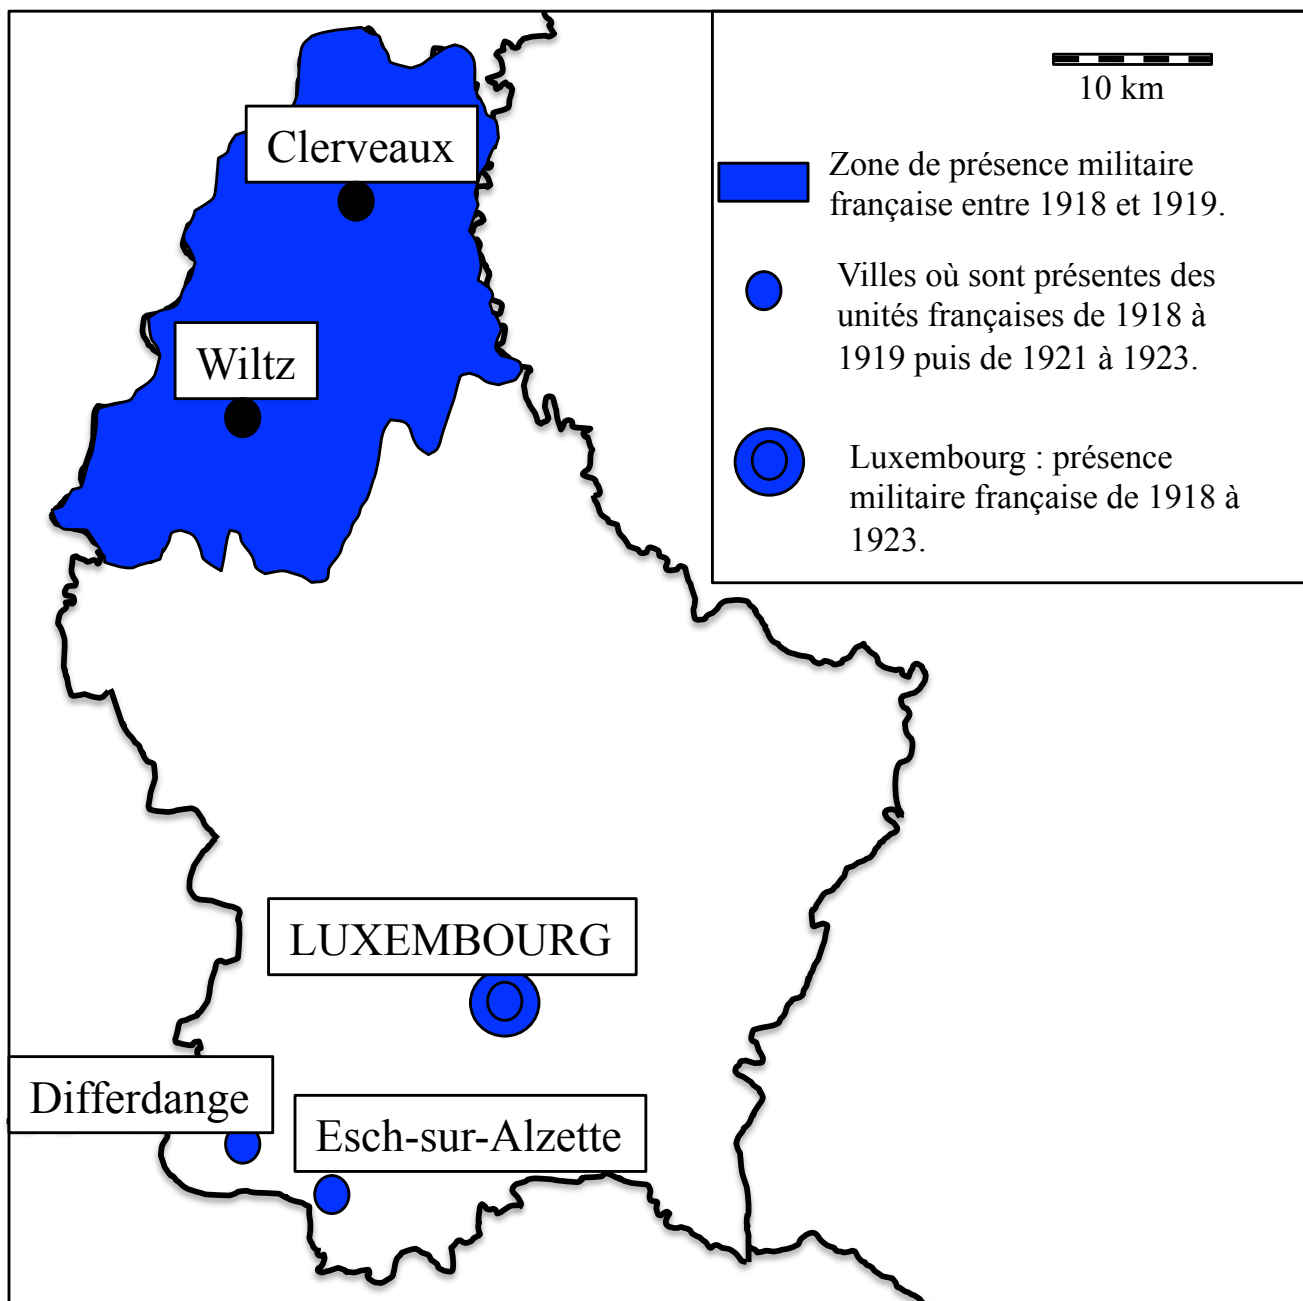 10 km
Clerveaux
Zone de présence militaire
française entre 1918 et 1919.
Villes où sont présentes des
unités françaises de 1918 à
1919 puis de 1921 à 1923.
Wiltz
Luxembourg : présence
militaire française de 1918 à
1923.
LUXEMBOURG
Differdange
Esch-sur-Alzette